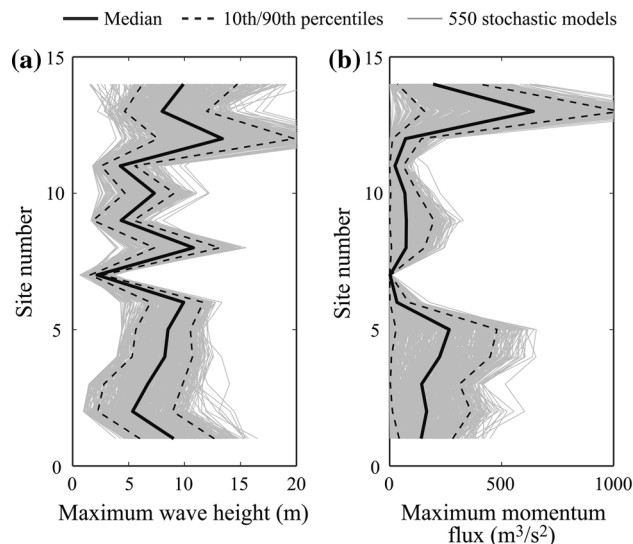 Median 10th/90th percentiles 550 stochastic models
(a) (b)
15 15
10 10
5 5
0 0
Site number Site number
0 5 10 15 20 0 500 1000
Maximum wave height (m) Maximum momentum
flux (m³/s²)